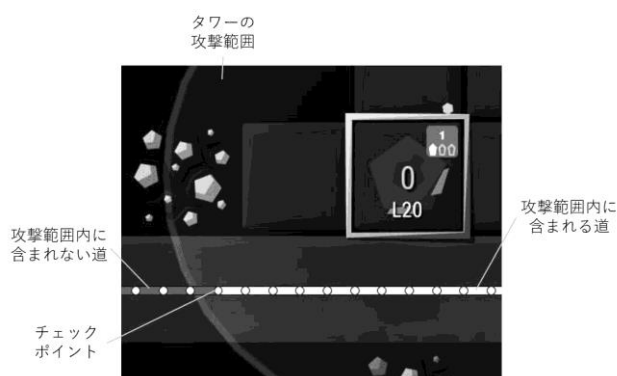 タワーの
攻撃範囲
1
00
0
L20
攻撃範囲内に
含まれる道
攻撃範囲内に
含まれない道
チェック
ポイント